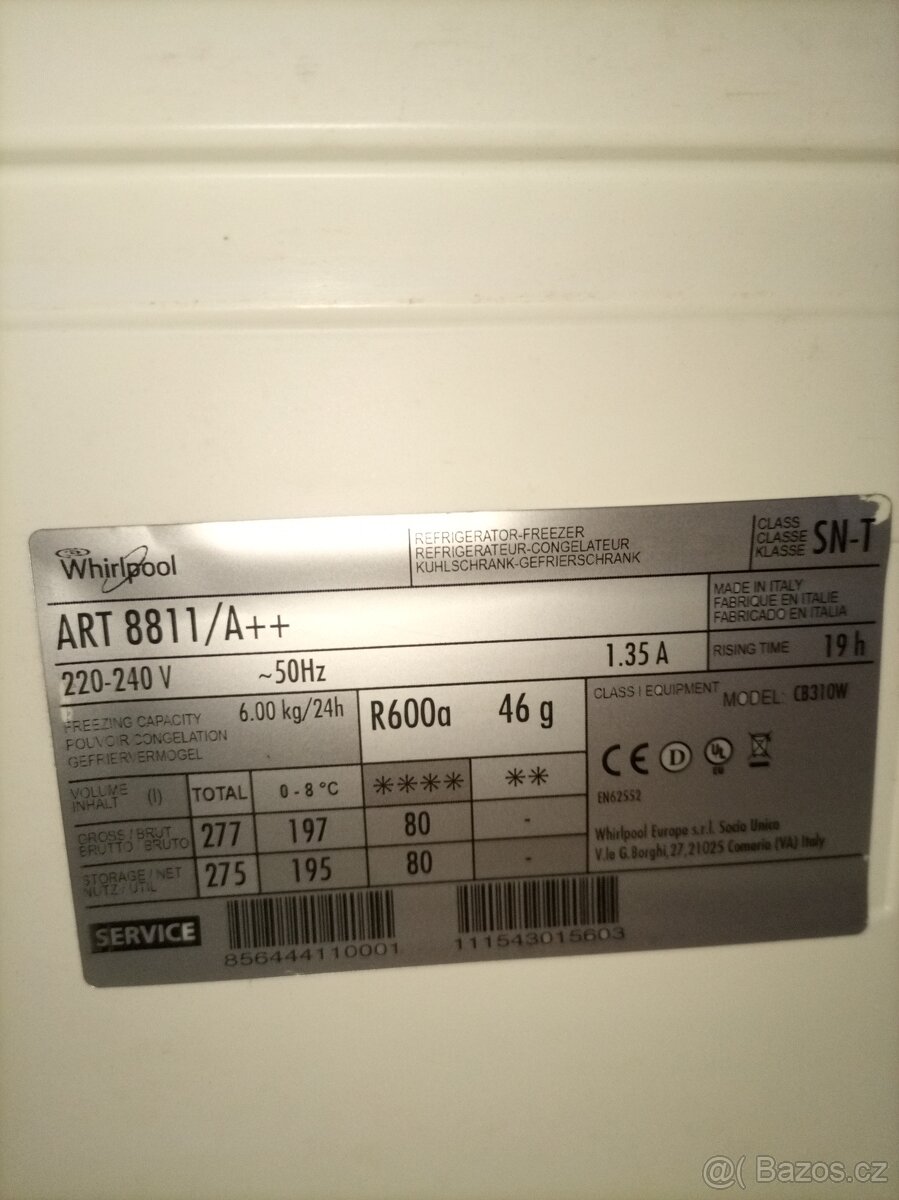 Whirlpool
REFRIGERATOR-FREEZER
REFRIGERATEUR-CONGELATEUR
KUHLSCHRANK-GEFRIERSCHRANK
CLASS
CLASSE
KLASSE
SN-T
ART 8811/A++
MADE IN ITALY
FABRIQUE EN ITALIE
FABRICADO EN ITALIA
220-240 V ~50Hz 1.35 A
RISING TIME 19 h
FREEZING CAPACITY 6.00 kg/24h
POUVOIR CONGELATION
GEFRIERVERMOGEL
R600a 46 g
CLASS I EQUIPMENT MODEL: CB310W
CE D UL
EN62552
Whirlpool Europe s.r.l. Socio Unico
V.le G.Borghi,27,21025 Comerio (VA) Italy
VOLUME
INHALT (l) TOTAL 0-8 °C **** **
GROSS/BRUT
BRUTTO/BRUTO 277 197 80 -
STORAGE/NET
NUTZ/UTIL 275 195 80 -
SERVICE
856444110001 111543015603
@( Bazos.cz